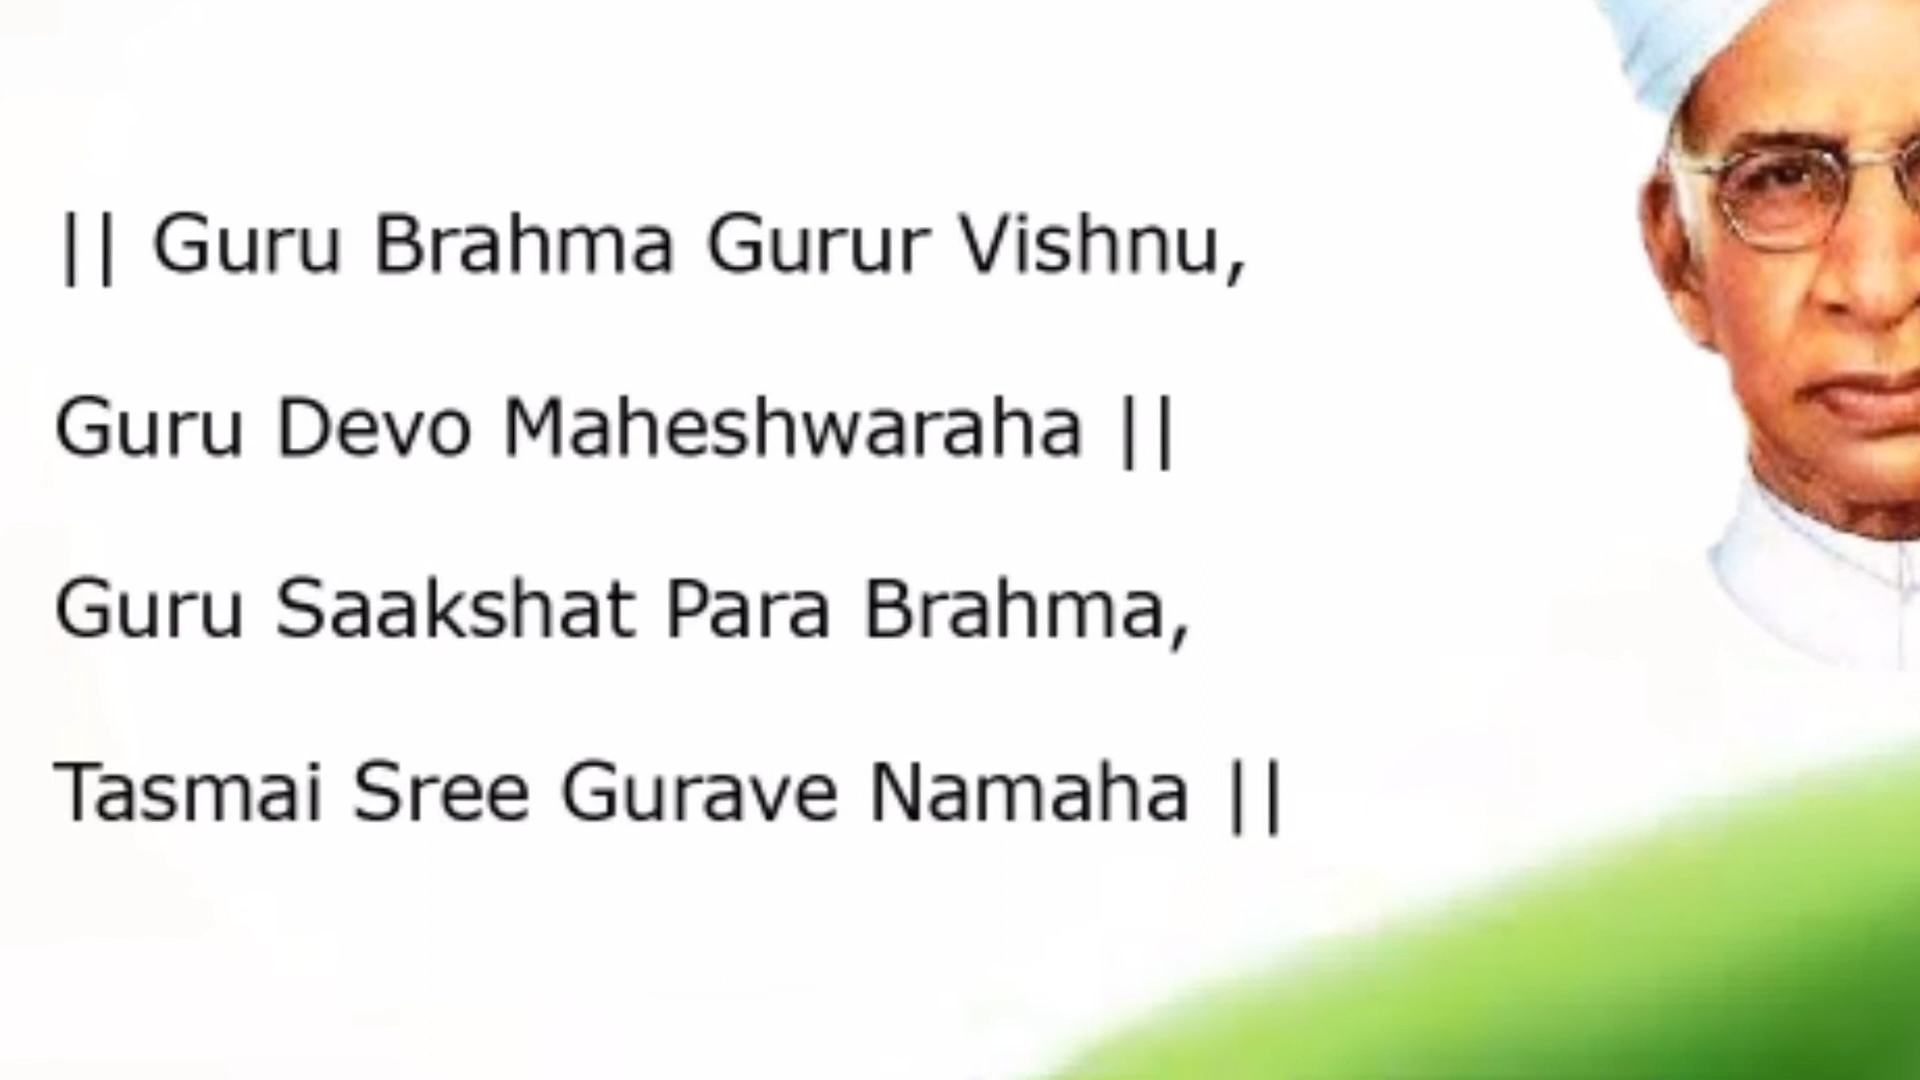 || Guru Brahma Gurur Vishnu,
Guru Devo Maheshwaraha ||
Guru Saakshat Para Brahma,
Tasmai Sree Gurave Namaha ||